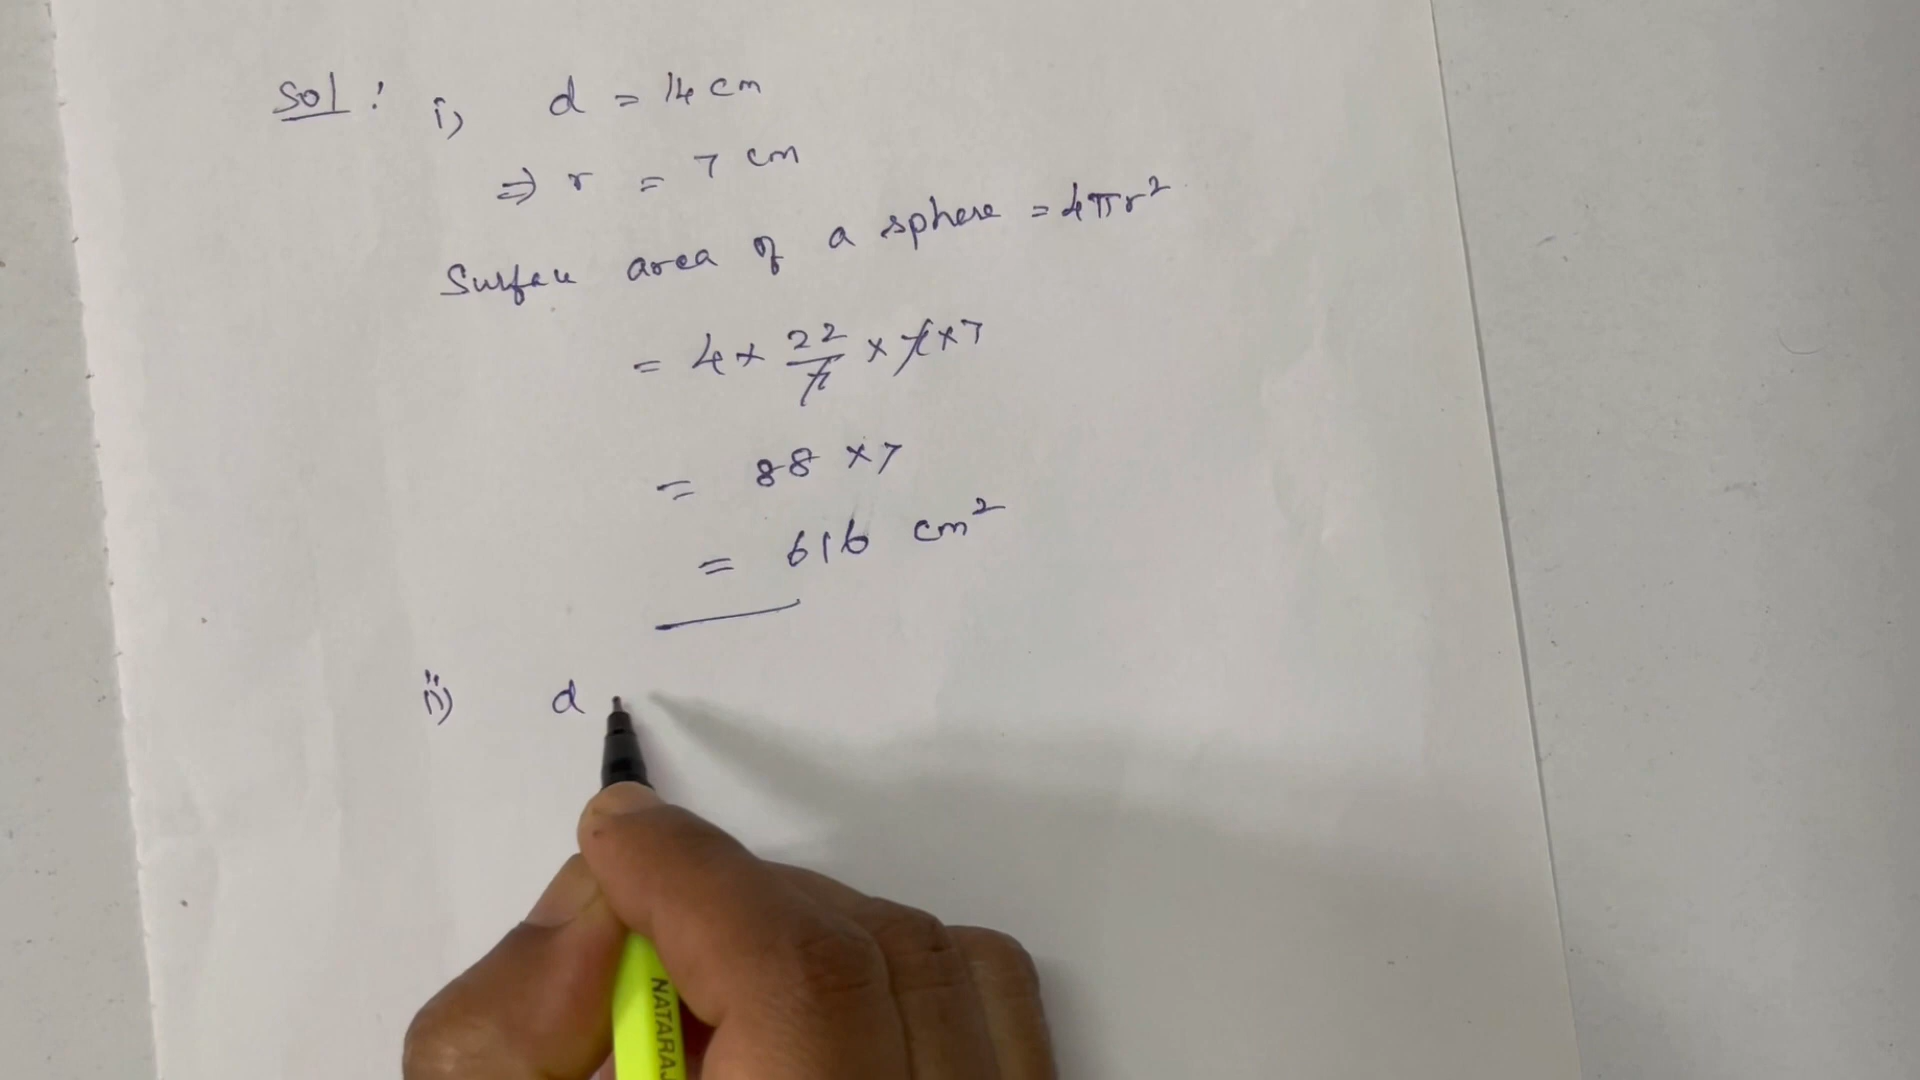 Sol : i) d = 14 cm
⇒ r = 7 cm
Surface area of a sphere = 4πr²
= 4 × 22/7 × 7 × 7
= 88 × 7
= 616 cm²
ii) d
NATARAJ